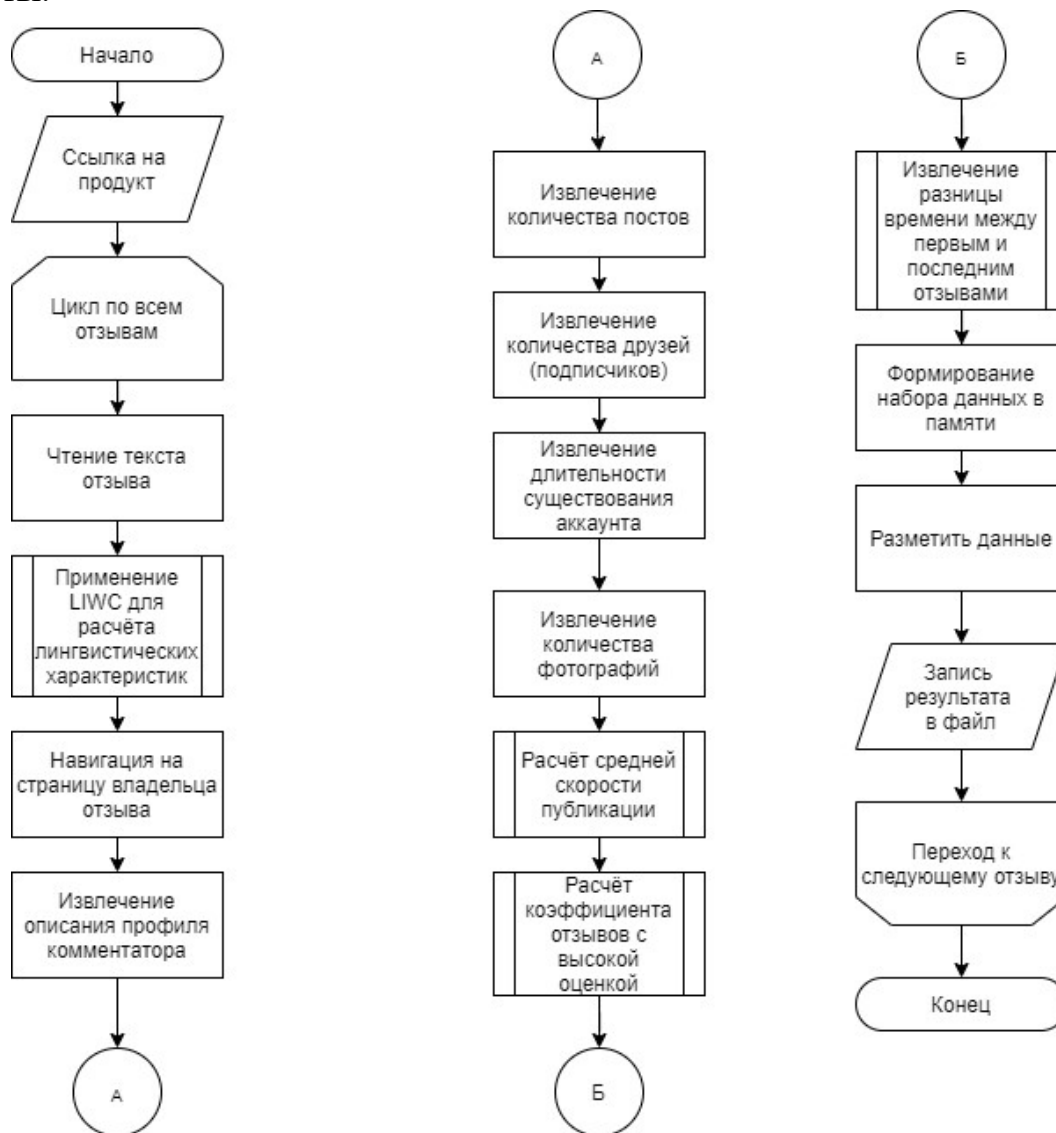 Начало
Ссылка на
продукт
Цикл по всем
отзывам
Чтение текста
отзыва
Применение
LIWC для
расчёта
лингвистических
характеристик
Навигация на
страницу владельца
отзыва
Извлечение
описания профиля
комментатора
А
А
Извлечение
количества постов
Извлечение
количества друзей
(подписчиков)
Извлечение
длительности
существования
аккаунта
Извлечение
количества
фотографий
Расчёт средней
скорости
публикации
Расчёт
коэффициента
отзывов с
высокой
оценкой
Б
Б
Извлечение
разницы
времени между
первым и
последним
отзывами
Формирование
набора данных в
памяти
Разметить данные
Запись
результата
в файл
Переход к
следующему отзыву
Конец